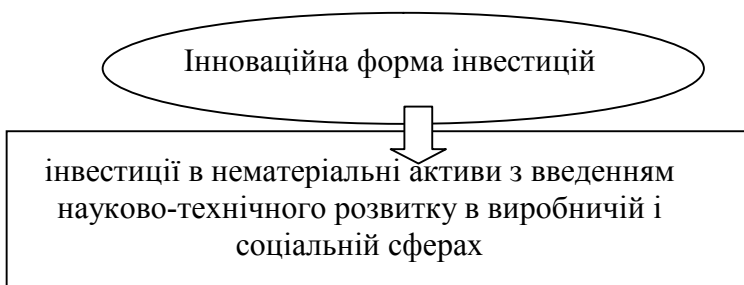 Інноваційна форма інвестицій
інвестиції в нематеріальні активи з введенням
науково-технічного розвитку в виробничій і
соціальній сферах